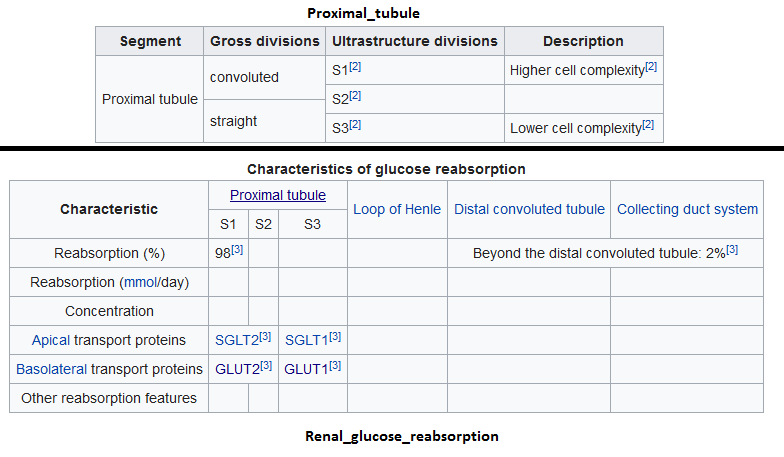 Proximal_tubule
Segment Gross divisions Ultrastructure divisions Description
Proximal tubule convoluted S1[2] Higher cell complexity[2]
S2[2]
straight
S3[2] Lower cell complexity[2]
Characteristics of glucose reabsorption
Characteristic Proximal tubule Loop of Henle Distal convoluted tubule Collecting duct system
S1 S2 S3
Reabsorption (%) 98[3] Beyond the distal convoluted tubule: 2%[3]
Reabsorption (mmol/day)
Concentration
Apical transport proteins SGLT2[3] SGLT1[3]
Basolateral transport proteins GLUT2[3] GLUT1[3]
Other reabsorption features
Renal_glucose_reabsorption